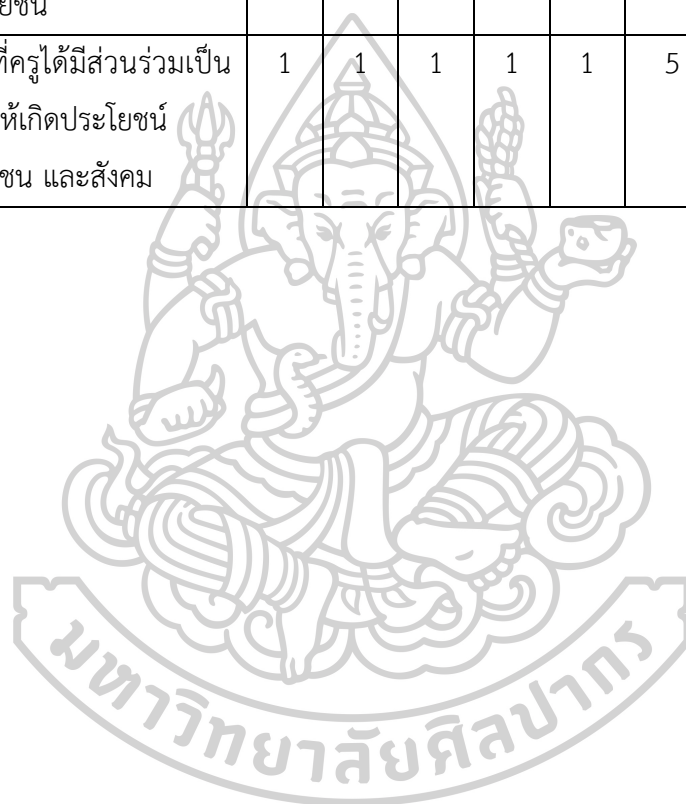 ยชน
ที่ครูได้มีส่วนร่วมเป็น 1 1 1 1 1 5
ห้เกิดประโยชน์
ชน และสังคม
มหาวิทยาลัยศิลปากร